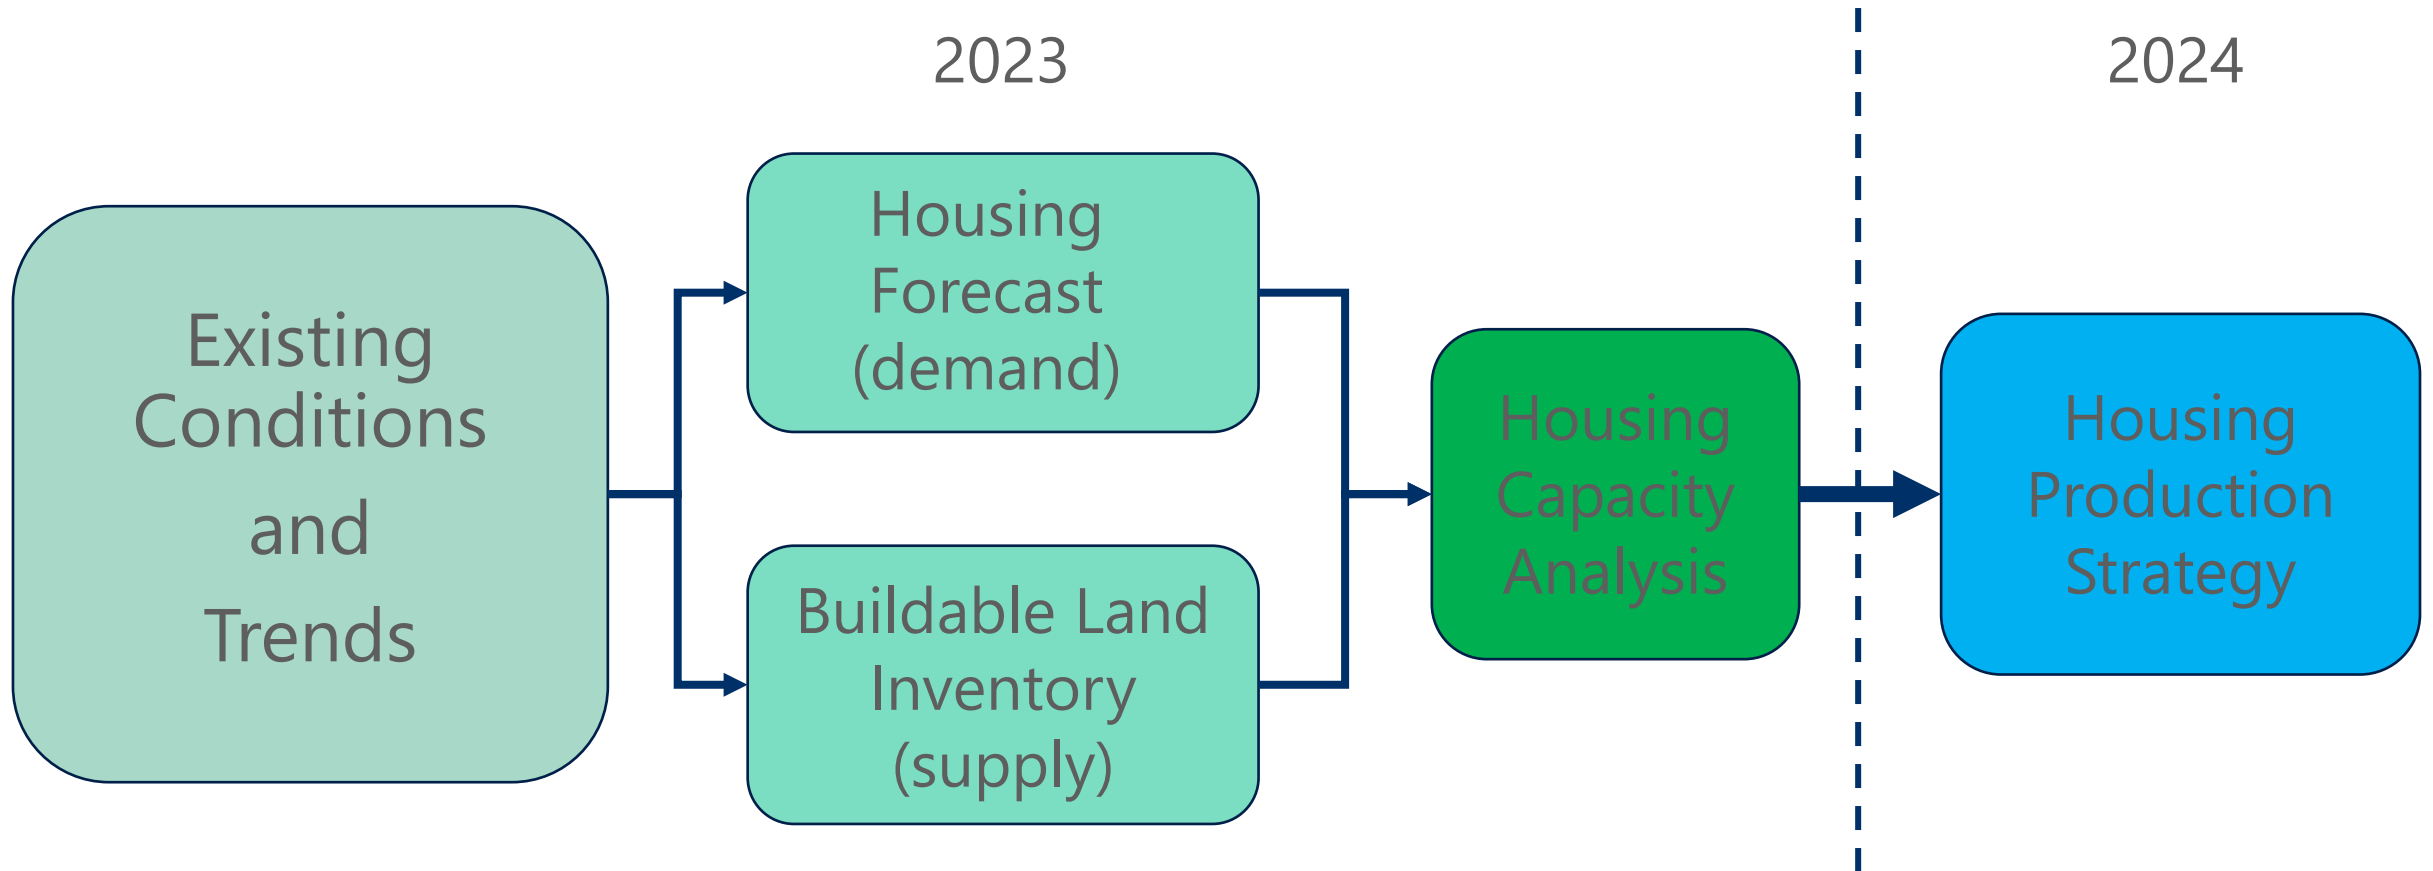 2023
2024
Existing
Conditions
and
Trends
Housing
Forecast
(demand)
Buildable Land
Inventory
(supply)
Housing
Capacity
Analysis
Housing
Production
Strategy